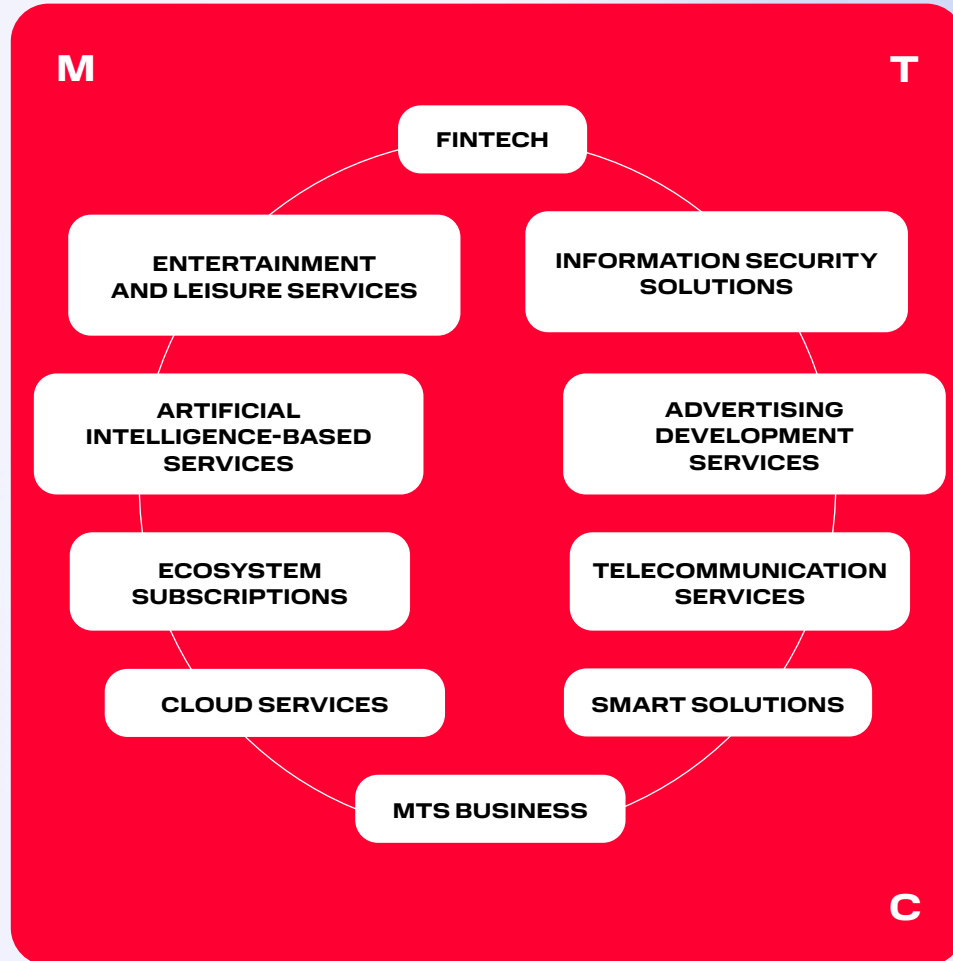 M
T
FINTECH
ENTERTAINMENT
AND LEISURE SERVICES
INFORMATION SECURITY
SOLUTIONS
ARTIFICIAL
INTELLIGENCE-BASED
SERVICES
ADVERTISING
DEVELOPMENT
SERVICES
ECOSYSTEM
SUBSCRIPTIONS
TELECOMMUNICATION
SERVICES
CLOUD SERVICES
SMART SOLUTIONS
MTS BUSINESS
C